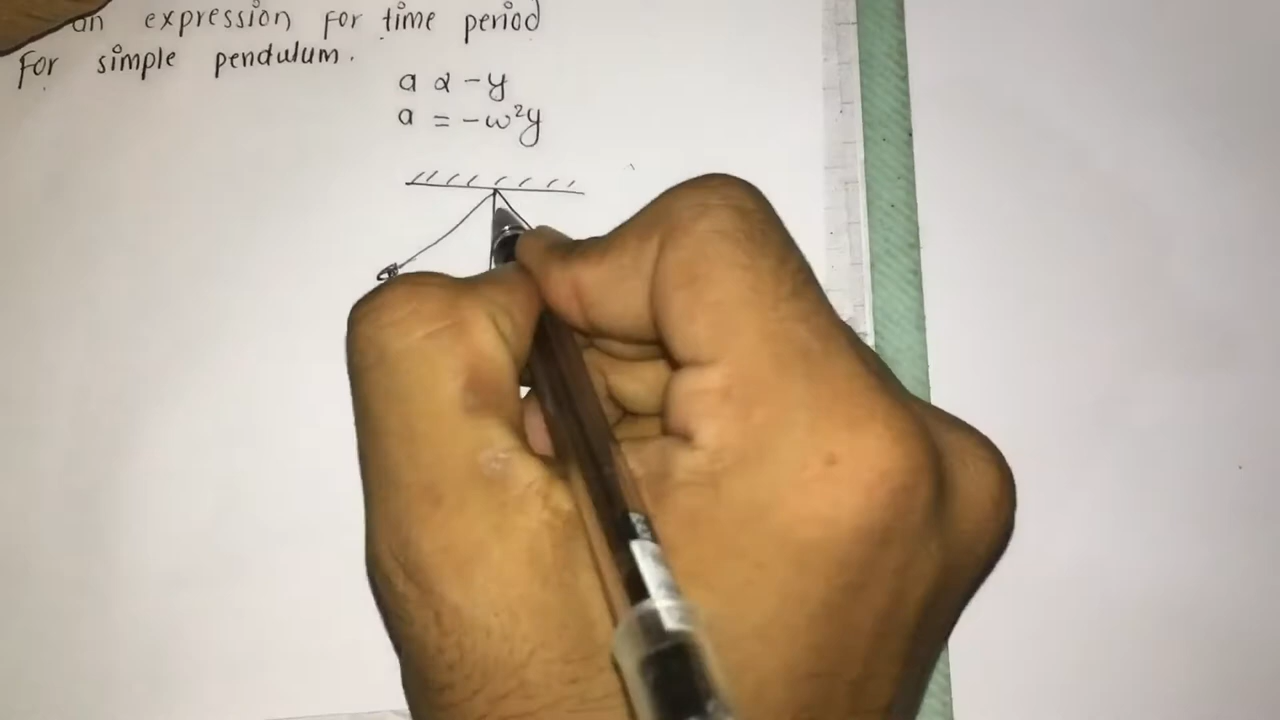 an expression for time period
for simple pendulum.
a α -y
a = -ω²y